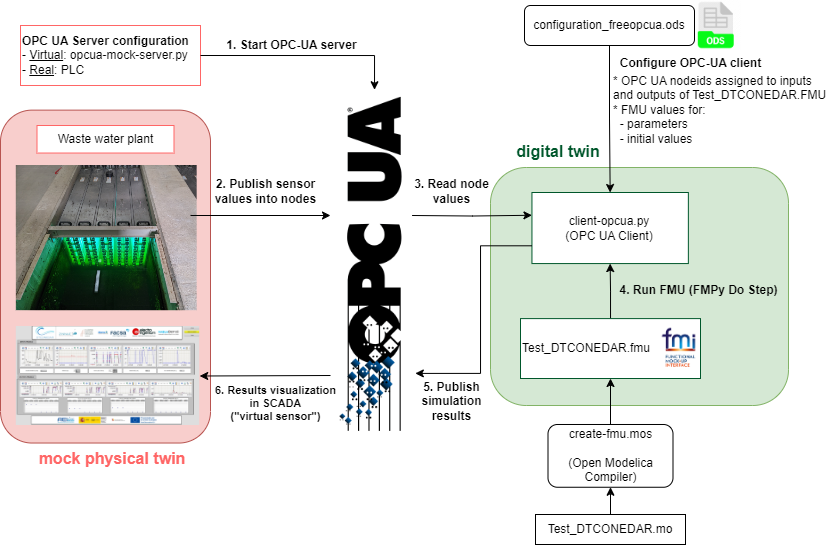 OPC UA Server configuration
- Virtual: opcua-mock-server.py
- Real: PLC
1. Start OPC-UA server
configuration_freeopcua.ods
ODS
Configure OPC-UA client
* OPC UA nodeids assigned to inputs
and outputs of Test_DTCONEDAR.FMU
* FMU values for:
- parameters
- initial values
Waste water plant
2. Publish sensor
values into nodes
OPC UA
®
3. Read node
values
digital twin
client-opcua.py
(OPC UA Client)
4. Run FMU (FMPy Do Step)
Test_DTCONEDAR.fmu
fmi
FUNCTIONAL
MOCK-UP
INTERFACE
5. Publish
simulation
results
6. Results visualization
in SCADA
("virtual sensor")
mock physical twin
create-fmu.mos
(Open Modelica
Compiler)
Test_DTCONEDAR.mo